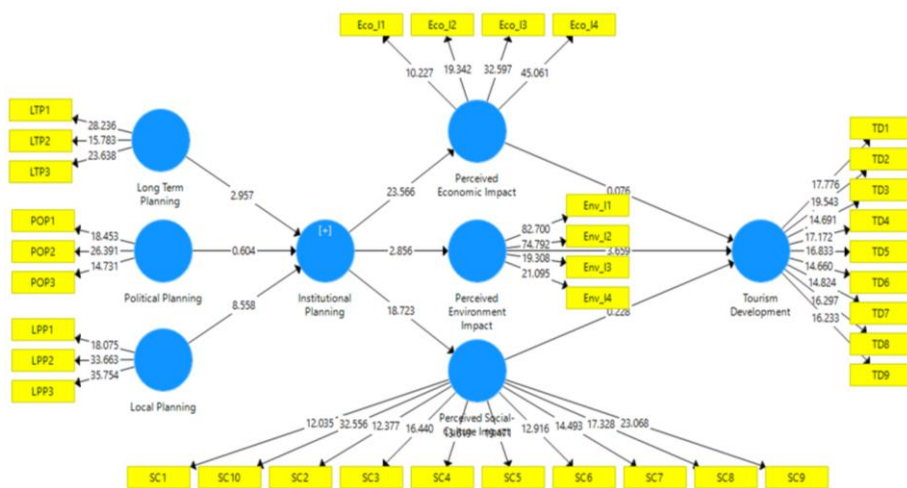 Eco_I1
Eco_I2
Eco_I3
Eco_I4
10.227
19.342
32.597
45.061
LTP1
LTP2
LTP3
28.236
15.783
23.638
Long Term
Planning
2.957
POP1
POP2
POP3
18.453
26.391
14.731
Political Planning
0.604
LPP1
LPP2
LPP3
18.075
33.663
35.754
Local Planning
8.558
[+]
Institutional
Planning
23.566
2.856
18.723
Perceived
Economic Impact
0.076
Perceived
Environment
Impact
Env_I1
Env_I2
Env_I3
Env_I4
82.700
74.792
3.659
19.308
21.095
Perceived Social-
Culture Impact
0.228
Tourism
Development
TD1
TD2
TD3
TD4
TD5
TD6
TD7
TD8
TD9
17.776
19.543
14.691
17.172
16.833
14.660
14.824
16.297
16.233
12.035
32.556
12.377
16.440
12.916
14.493
17.328
23.068
SC1
SC10
SC2
SC3
SC4
SC5
SC6
SC7
SC8
SC9